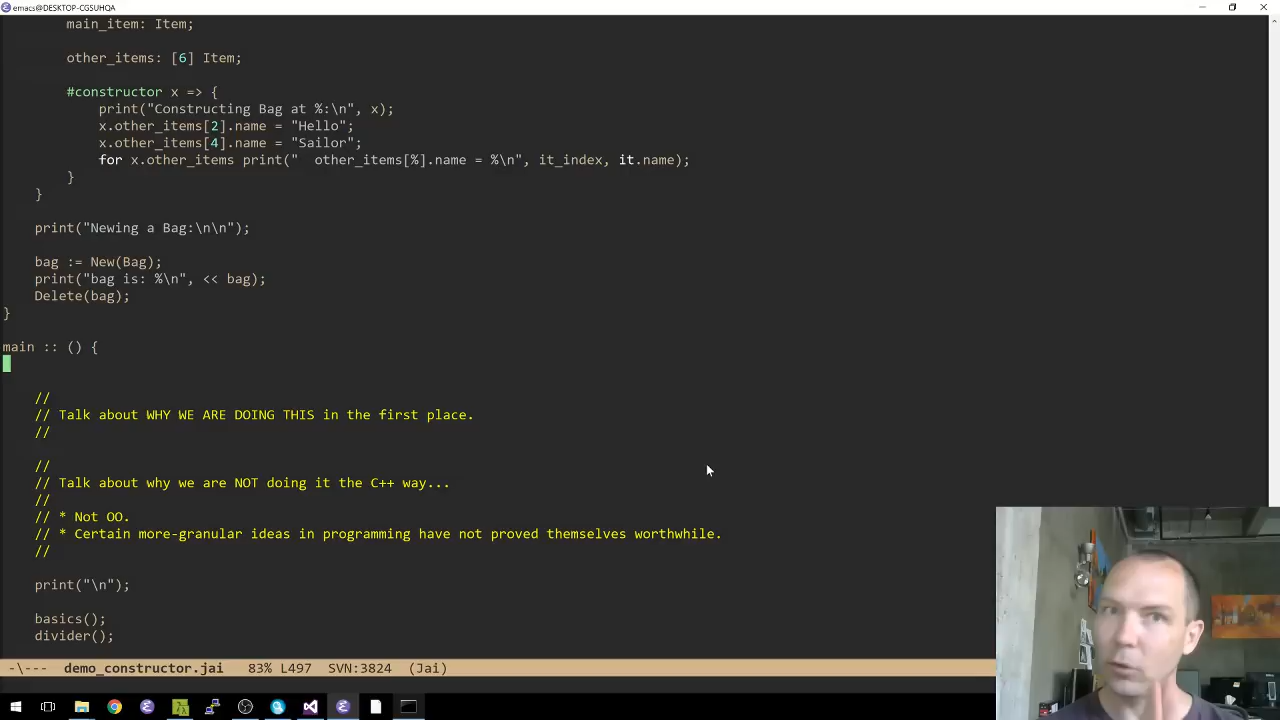 emacs@DESKTOP-CGSUHQA
main_item: Item;
other_items: [6] Item;
#constructor x => {
print("Constructing Bag at %:\n", x);
x.other_items[2].name = "Hello";
x.other_items[4].name = "Sailor";
for x.other_items print("  other_items[%].name = %\n", it_index, it.name);
}
}
print("Newing a Bag:\n\n");
bag := New(Bag);
print("bag is: %\n", << bag);
Delete(bag);
}
main :: () {
//
// Talk about WHY WE ARE DOING THIS in the first place.
//
//
// Talk about why we are NOT doing it the C++ way...
//
// * Not OO.
// * Certain more-granular ideas in programming have not proved themselves worthwhile.
//
print("\n");
basics();
divider();
-\--- demo_constructor.jai 83% L497 SVN:3824 (Jai)